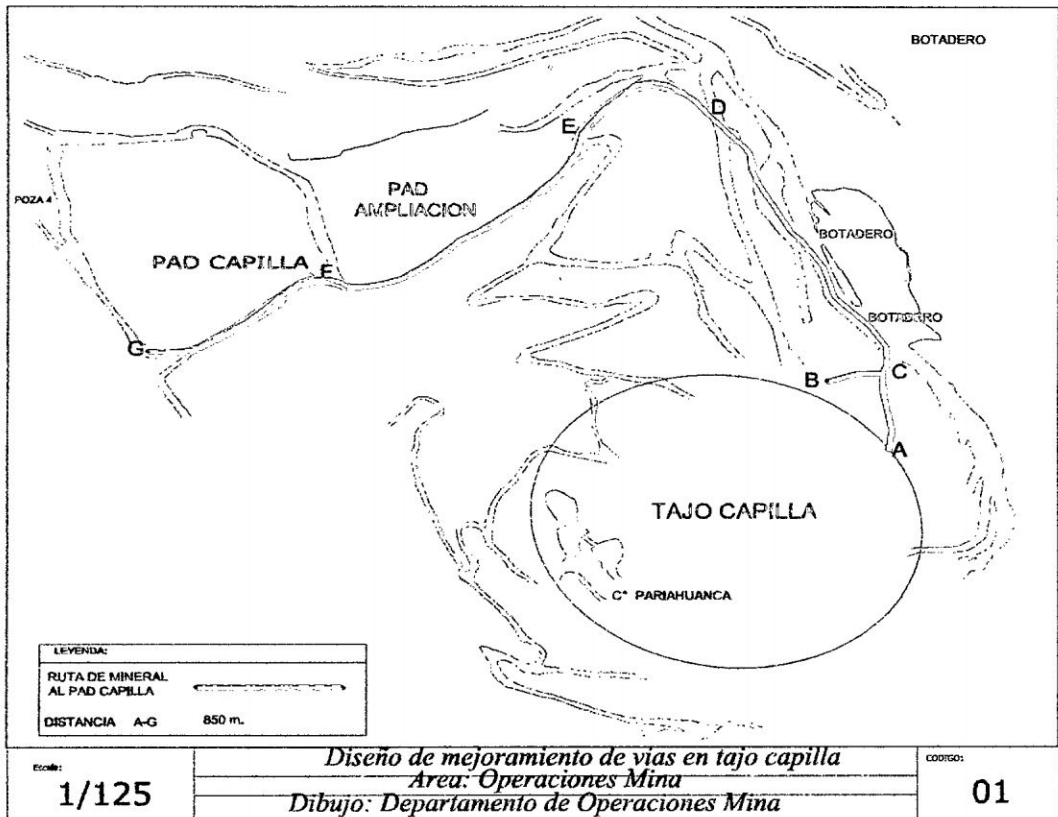 BOTADERO
D
E
PAD
AMPLIACION
POZA 4
BOTADERO
PAD CAPILLA
F
BOTADERO
G
B
C
A
TAJO CAPILLA
C° PARIAHUANCA
LEYENDA:
RUTA DE MINERAL
AL PAD CAPILLA
DISTANCIA A-G 850 m.
Escala:
1/125
Diseño de mejoramiento de vias en tajo capilla
Area: Operaciones Mina
Dibujo: Departamento de Operaciones Mina
CODIGO:
01